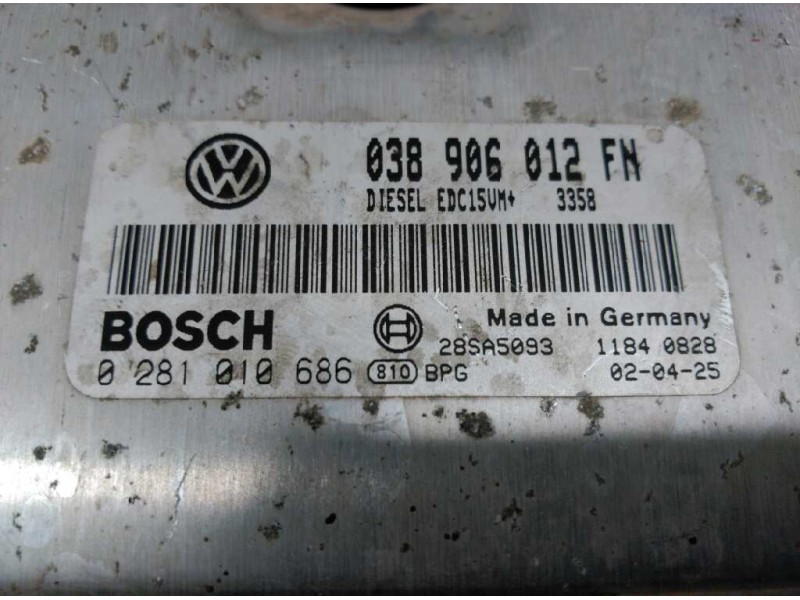 VW
038 906 012 FN
DIESEL EDC15VM+ 3358
BOSCH
Made in Germany
28SA5093 1184 0828
0 281 010 686 810 BPG 02-04-25